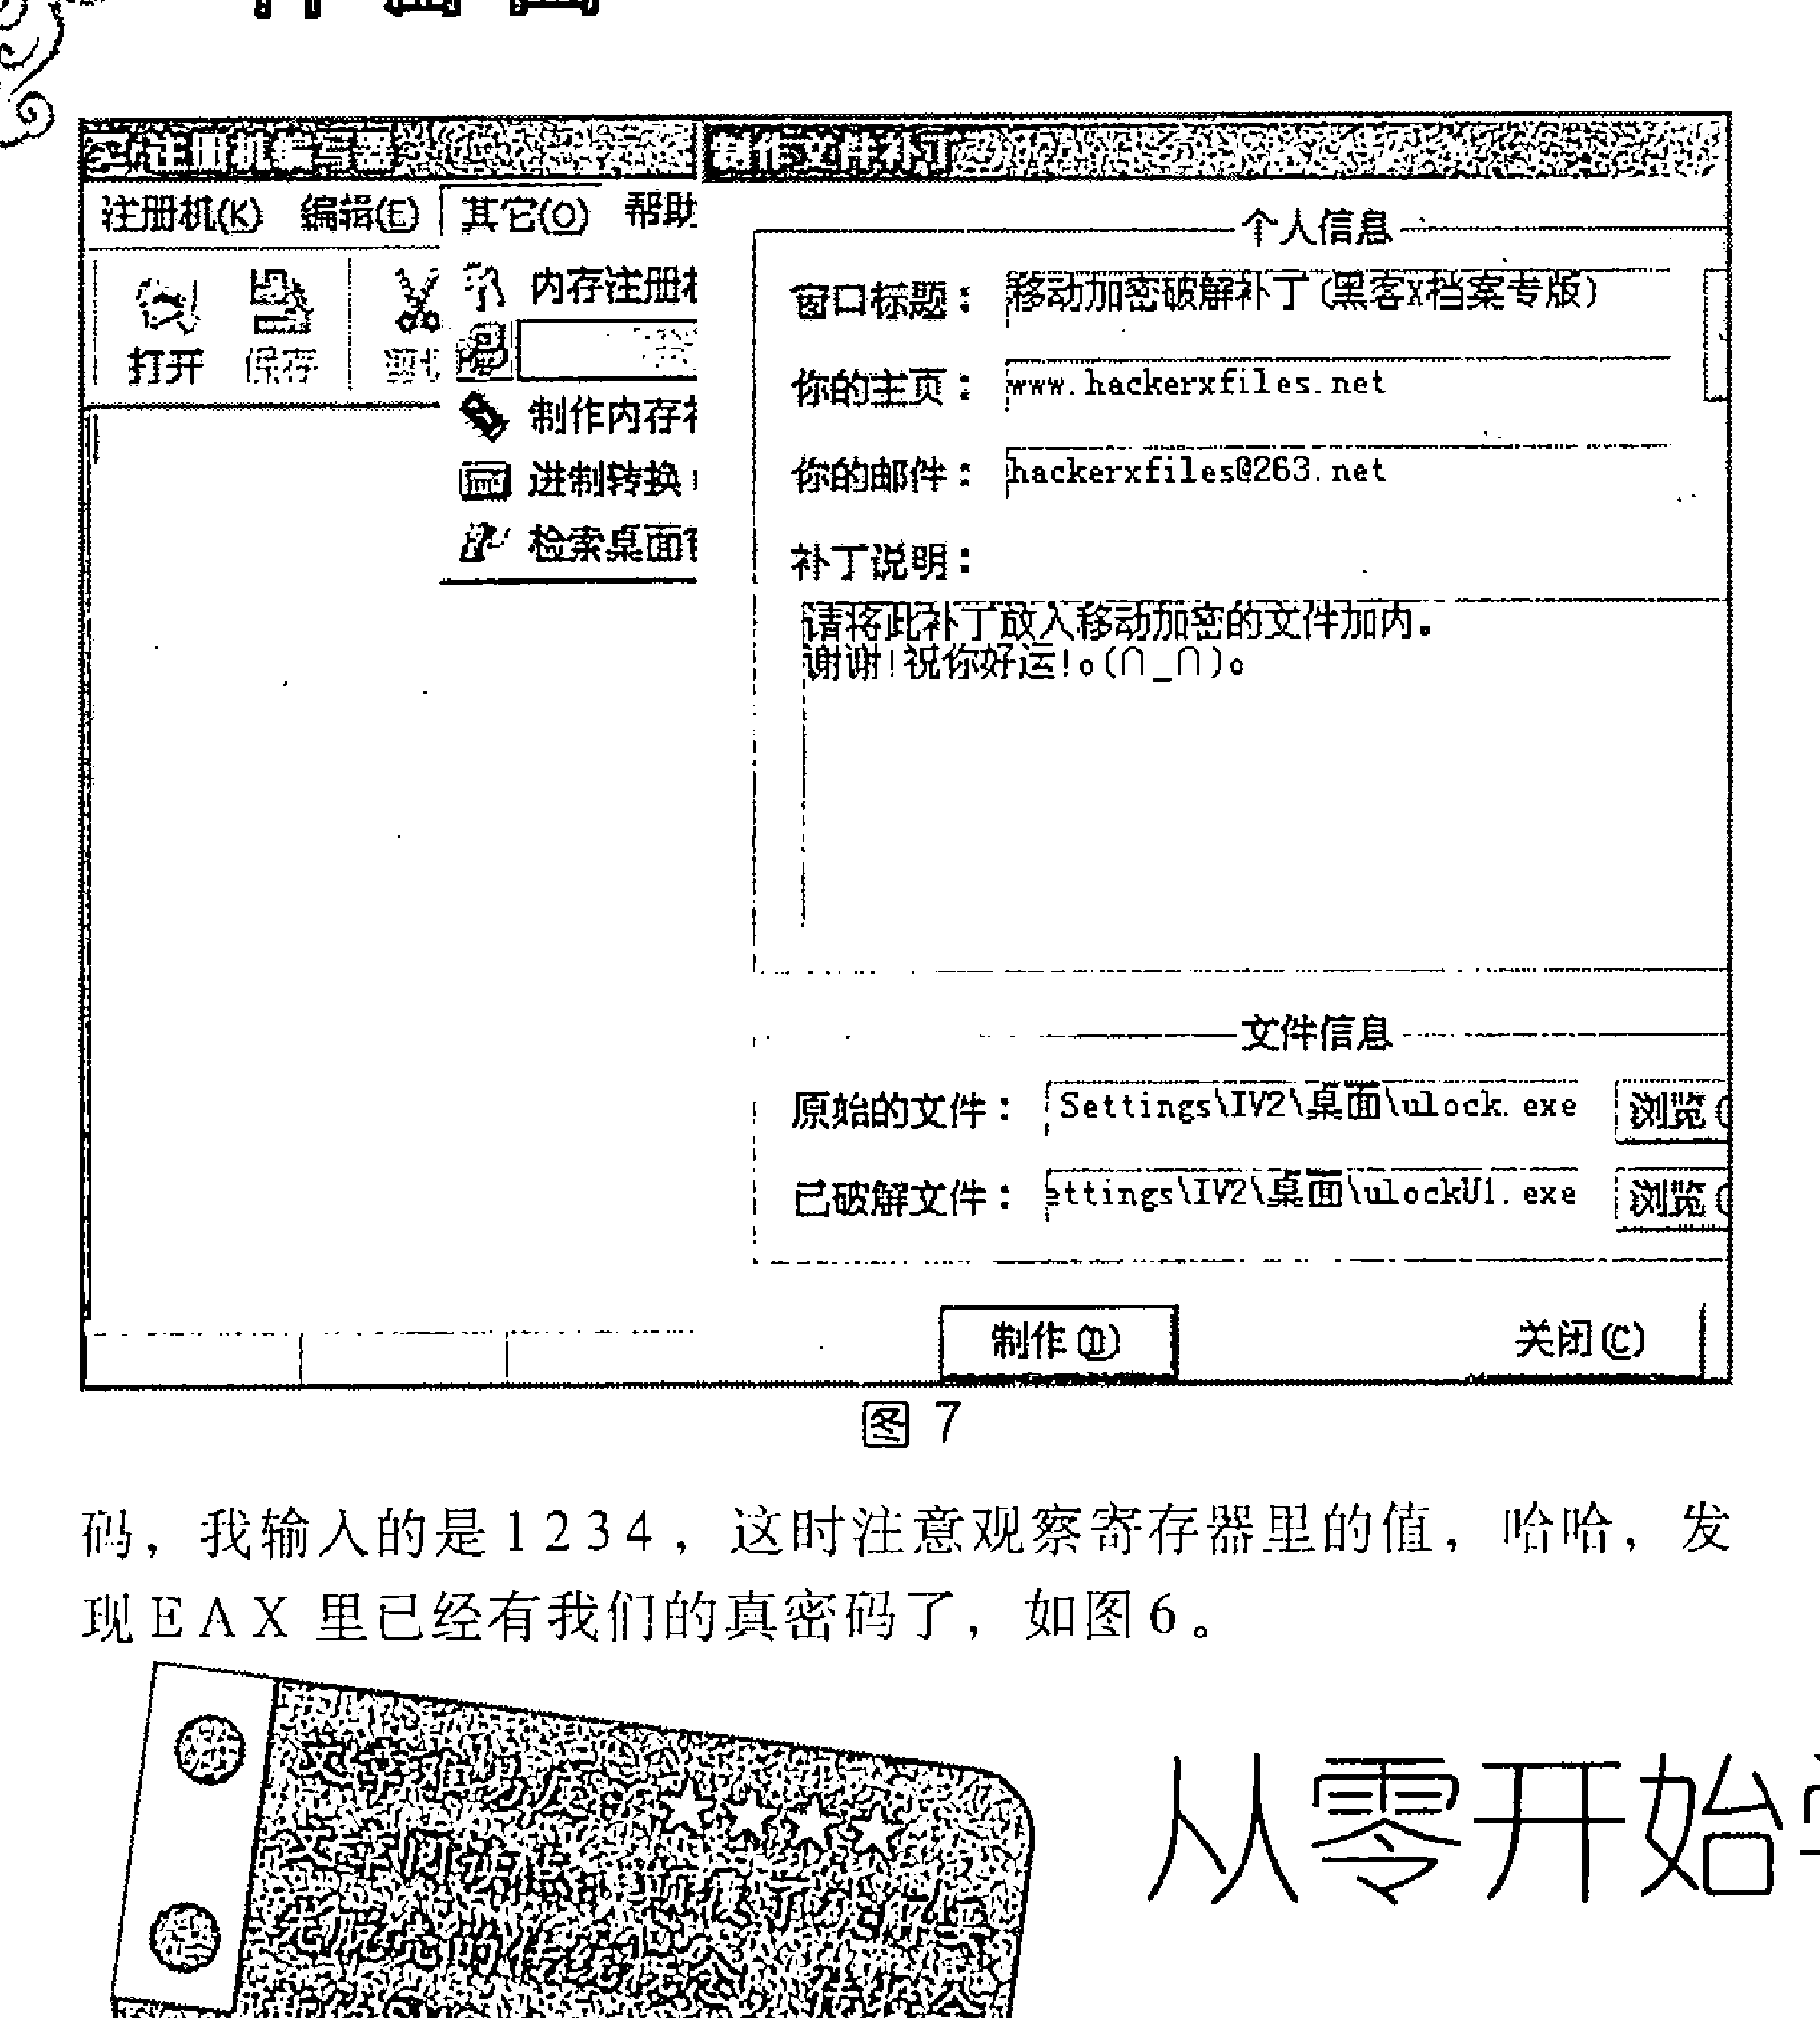 注册机编写器
注册机(K) 编辑(E) 其它(O) 帮助
打开 保存
内存注册
制作内存
进制转换
检索桌面
制作文件补丁
个人信息
窗口标题： 移动加密破解补丁(黑客X档案专版)
你的主页： www.hackerxfiles.net
你的邮件： hackerxfiles@263.net
补丁说明：
请将此补丁放入移动加密的文件加内。
谢谢!祝你好运!。(∩_∩)。
文件信息
原始的文件： Settings\IV2\桌面\ulock.exe 浏览
已破解文件： ettings\IV2\桌面\ulockU1.exe 浏览
制作(D) 关闭(C)
图 7
码，我输入的是1234，这时注意观察寄存器里的值，哈哈，发
现EAX里已经有我们的真密码了，如图6。
文章难易度：★★★★
从零开始